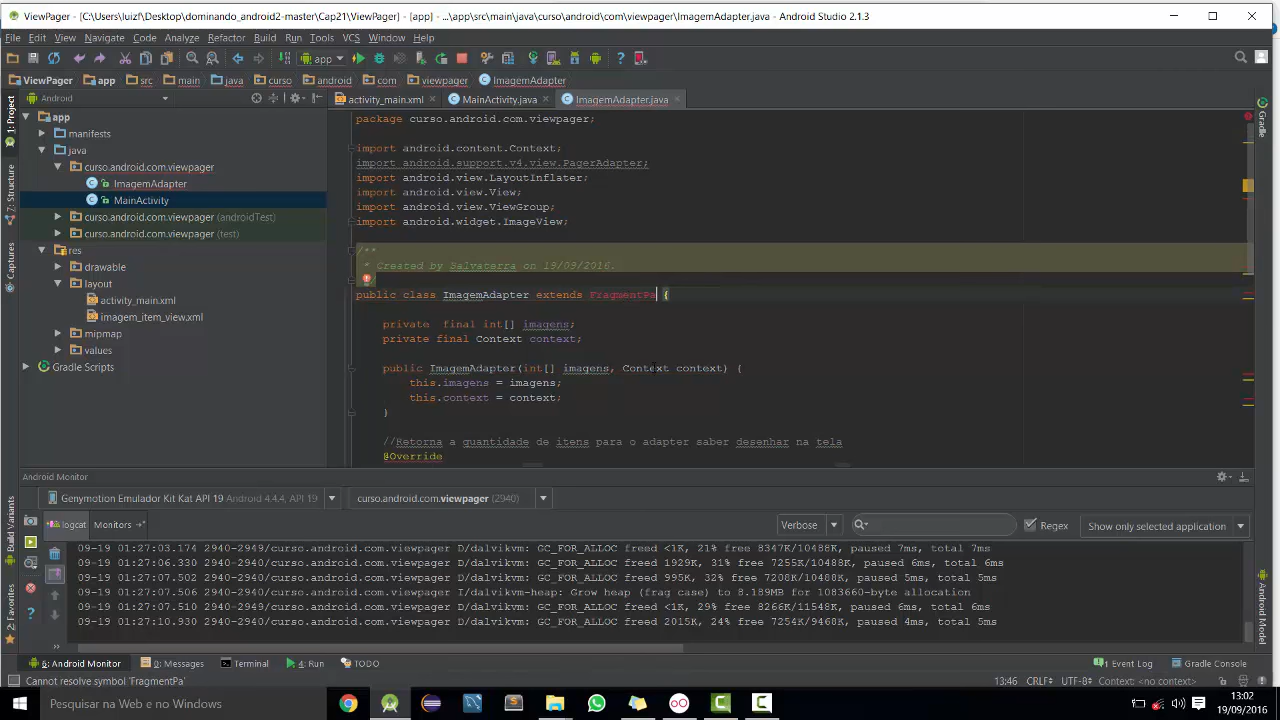 ViewPager - [C:\Users\luizf\Desktop\dominando_android2-master\Cap21\ViewPager] - [app] - ...\app\src\main\java\curso\android\com\viewpager\ImagemAdapter.java - Android Studio 2.1.3
File Edit View Navigate Code Analyze Refactor Build Run Tools VCS Window Help
app
ViewPager app src main java curso android com viewpager ImagemAdapter
1: Project
Android
activity_main.xml MainActivity.java ImagemAdapter.java
Gradle
app
manifests
java
curso.android.com.viewpager
ImagemAdapter
MainActivity
curso.android.com.viewpager (androidTest)
curso.android.com.viewpager (test)
res
drawable
layout
activity_main.xml
imagem_item_view.xml
mipmap
values
Gradle Scripts
7: Structure
Captures
package curso.android.com.viewpager;
import android.content.Context;
import android.support.v4.view.PagerAdapter;
import android.view.LayoutInflater;
import android.view.View;
import android.view.ViewGroup;
import android.widget.ImageView;
/**
* Created by Salvaterra on 19/09/2016.
public class ImagemAdapter extends FragmentPa {
private final int[] imagens;
private final Context context;
public ImagemAdapter(int[] imagens, Context context) {
this.imagens = imagens;
this.context = context;
}
//Retorna a quantidade de itens para o adapter saber desenhar na tela
@Override
Android Monitor
Genymotion Emulador Kit Kat API 19 Android 4.4.4, API 19
curso.android.com.viewpager (2940)
logcat Monitors
Verbose
Regex
Show only selected application
Build Variants
2: Favorites
Android Model
09-19 01:27:03.174 2940-2949/curso.android.com.viewpager D/dalvikvm: GC_FOR_ALLOC freed <1K, 21% free 8347K/10488K, paused 7ms, total 7ms
09-19 01:27:06.330 2940-2949/curso.android.com.viewpager D/dalvikvm: GC_FOR_ALLOC freed 1929K, 31% free 7255K/10488K, paused 6ms, total 6ms
09-19 01:27:07.502 2940-2940/curso.android.com.viewpager D/dalvikvm: GC_FOR_ALLOC freed 995K, 32% free 7208K/10488K, paused 5ms, total 5ms
09-19 01:27:07.506 2940-2940/curso.android.com.viewpager I/dalvikvm-heap: Grow heap (frag case) to 8.189MB for 1083660-byte allocation
09-19 01:27:07.510 2940-2949/curso.android.com.viewpager D/dalvikvm: GC_FOR_ALLOC freed <1K, 29% free 8266K/11548K, paused 6ms, total 6ms
09-19 01:27:10.930 2940-2940/curso.android.com.viewpager D/dalvikvm: GC_FOR_ALLOC freed 2015K, 24% free 7254K/9468K, paused 4ms, total 5ms
6: Android Monitor 0: Messages Terminal 4: Run TODO
1 Event Log Gradle Console
Cannot resolve symbol 'FragmentPa'
13:46 CRLF UTF-8 Context: <no context>
Pesquisar na Web e no Windows
13:02
19/09/2016